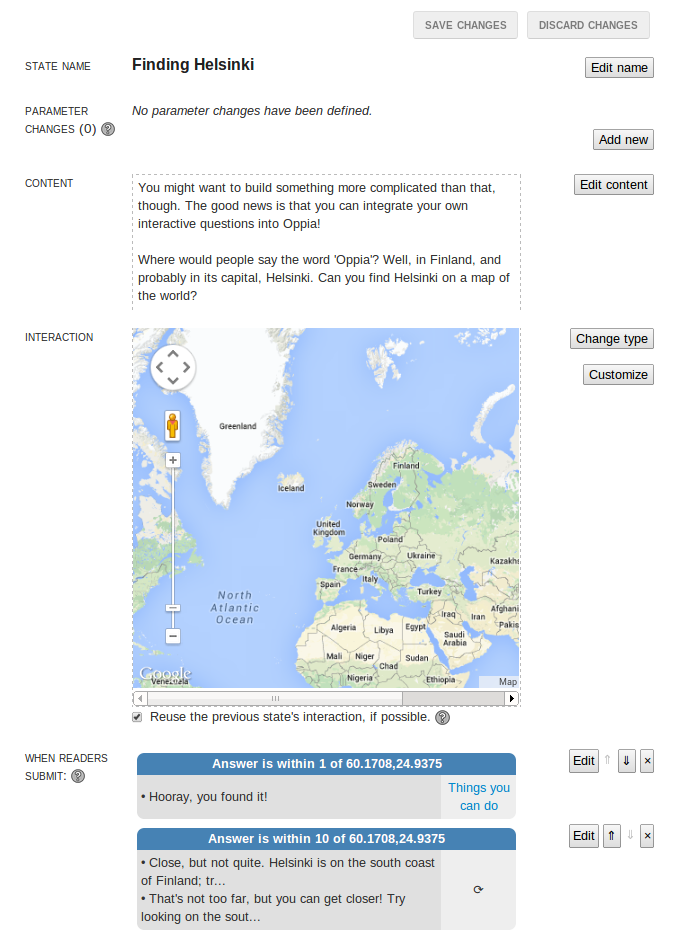 SAVE CHANGES
DISCARD CHANGES
STATE NAME
Finding Helsinki
Edit name
PARAMETER
CHANGES (0) ?
No parameter changes have been defined.
Add new
CONTENT
You might want to build something more complicated than that,
though. The good news is that you can integrate your own
interactive questions into Oppia!
Where would people say the word 'Oppia'? Well, in Finland, and
probably in its capital, Helsinki. Can you find Helsinki on a map of
the world?
Edit content
INTERACTION
Change type
Customize
Greenland
Finland
Iceland
Sweden
Norway
United
Kingdom
Poland
Germany
Ukraine
Kazakh
France
Italy
Spain
Turkey
North
Atlantic
Ocean
Iraq
Iran
Afghani
Pakis
Algeria
Libya
Egypt
Saudi
Arabia
Mali
Niger
Chad
Sudan
Nigeria
Ethiopia
Google
Venezuela
Map
Reuse the previous state's interaction, if possible. ?
WHEN READERS
SUBMIT: ?
Answer is within 1 of 60.1708,24.9375
Edit ⇑ ⇓ ×
• Hooray, you found it!
Things you
can do
Answer is within 10 of 60.1708,24.9375
Edit ⇑ ⇓ ×
• Close, but not quite. Helsinki is on the south coast
of Finland; tr…
• That's not too far, but you can get closer! Try
looking on the sout…